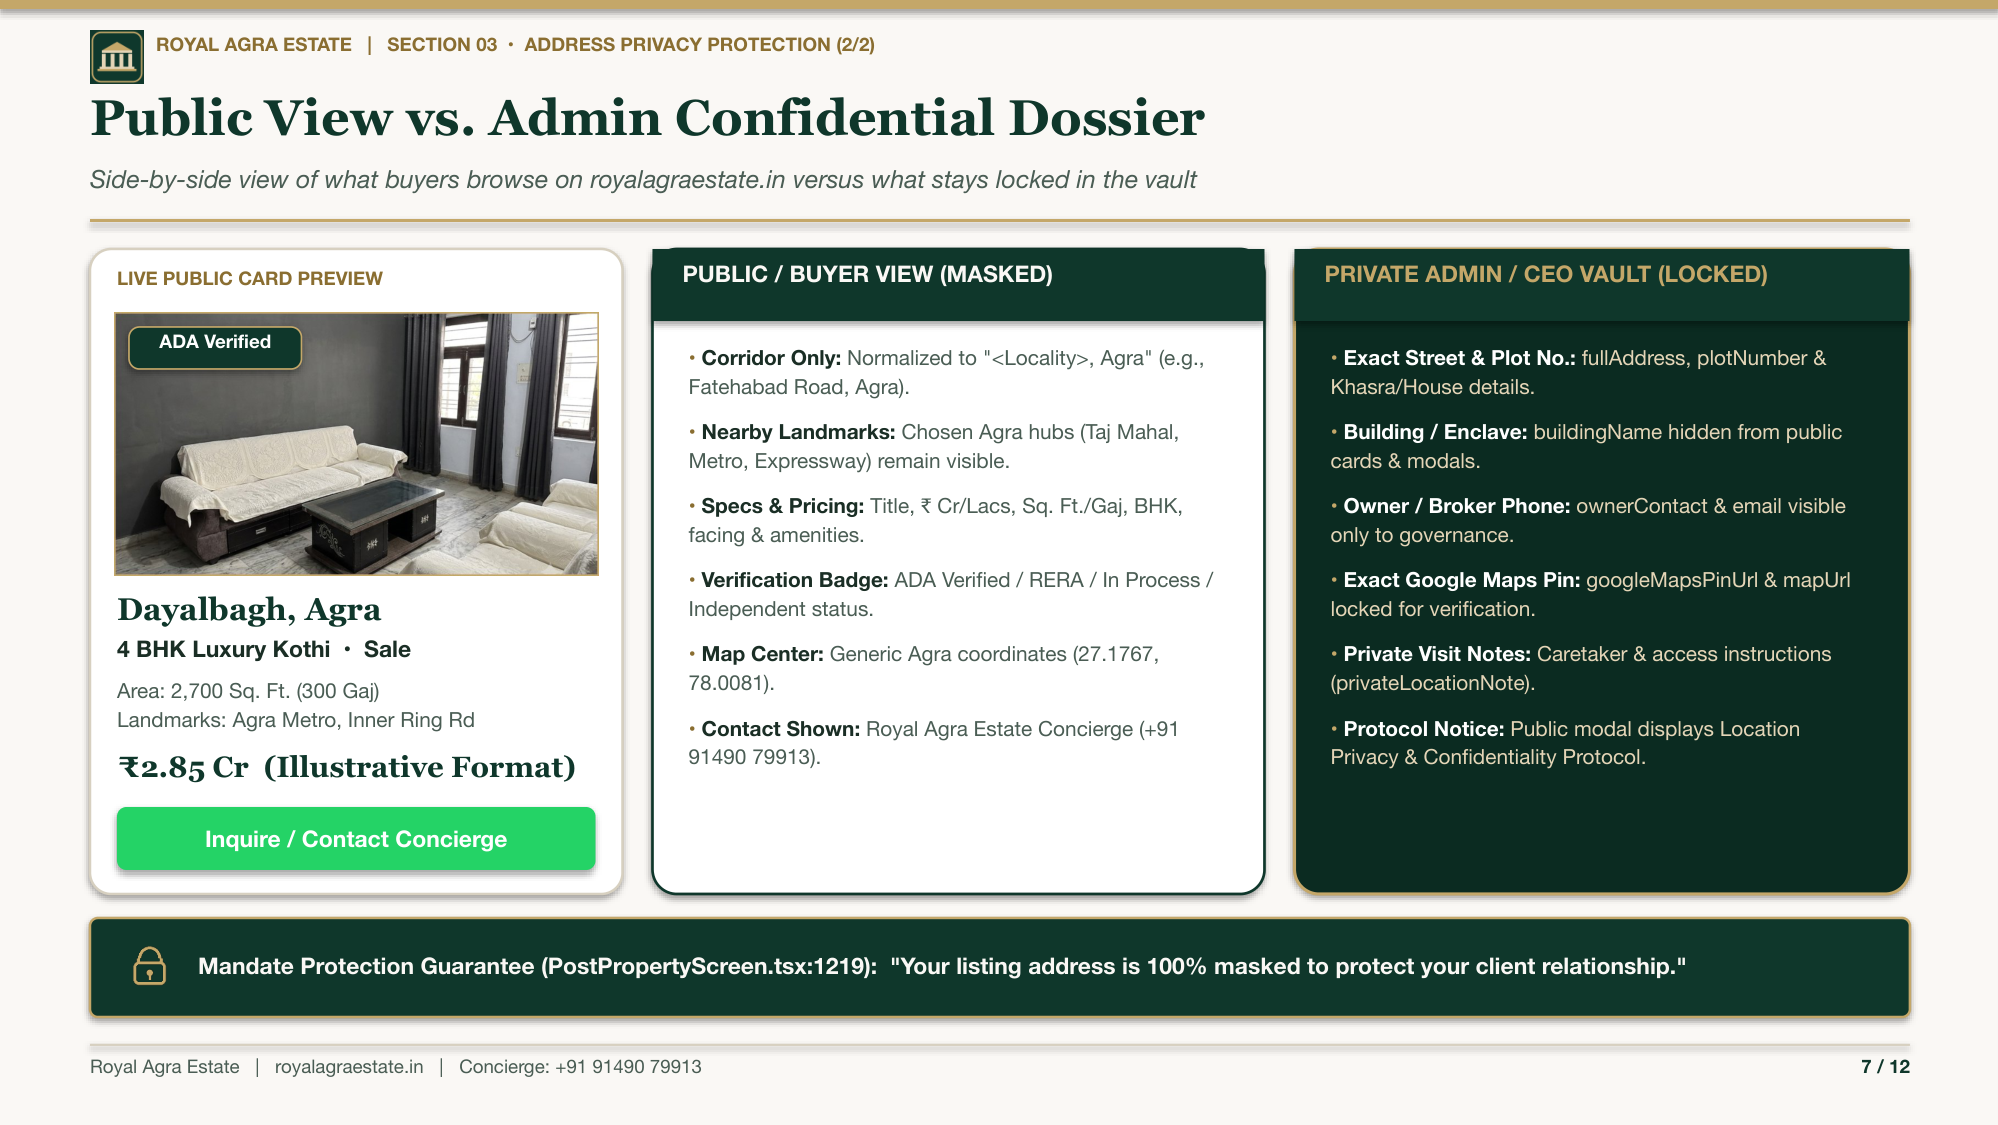 ROYAL AGRA ESTATE | SECTION 03 • ADDRESS PRIVACY PROTECTION (2/2)
Public View vs. Admin Confidential Dossier
Side-by-side view of what buyers browse on royalagraestate.in versus what stays locked in the vault
LIVE PUBLIC CARD PREVIEW
ADA Verified
Dayalbagh, Agra
4 BHK Luxury Kothi • Sale
Area: 2,700 Sq. Ft. (300 Gaj)
Landmarks: Agra Metro, Inner Ring Rd
₹2.85 Cr (Illustrative Format)
Inquire / Contact Concierge
PUBLIC / BUYER VIEW (MASKED)
• Corridor Only: Normalized to "<Locality>, Agra" (e.g.,
Fatehabad Road, Agra).
• Nearby Landmarks: Chosen Agra hubs (Taj Mahal,
Metro, Expressway) remain visible.
• Specs & Pricing: Title, ₹ Cr/Lacs, Sq. Ft./Gaj, BHK,
facing & amenities.
• Verification Badge: ADA Verified / RERA / In Process /
Independent status.
• Map Center: Generic Agra coordinates (27.1767,
78.0081).
• Contact Shown: Royal Agra Estate Concierge (+91
91490 79913).
PRIVATE ADMIN / CEO VAULT (LOCKED)
• Exact Street & Plot No.: fullAddress, plotNumber &
Khasra/House details.
• Building / Enclave: buildingName hidden from public
cards & modals.
• Owner / Broker Phone: ownerContact & email visible
only to governance.
• Exact Google Maps Pin: googleMapsPinUrl & mapUrl
locked for verification.
• Private Visit Notes: Caretaker & access instructions
(privateLocationNote).
• Protocol Notice: Public modal displays Location
Privacy & Confidentiality Protocol.
Mandate Protection Guarantee (PostPropertyScreen.tsx:1219): "Your listing address is 100% masked to protect your client relationship."
Royal Agra Estate | royalagraestate.in | Concierge: +91 91490 79913
7 / 12